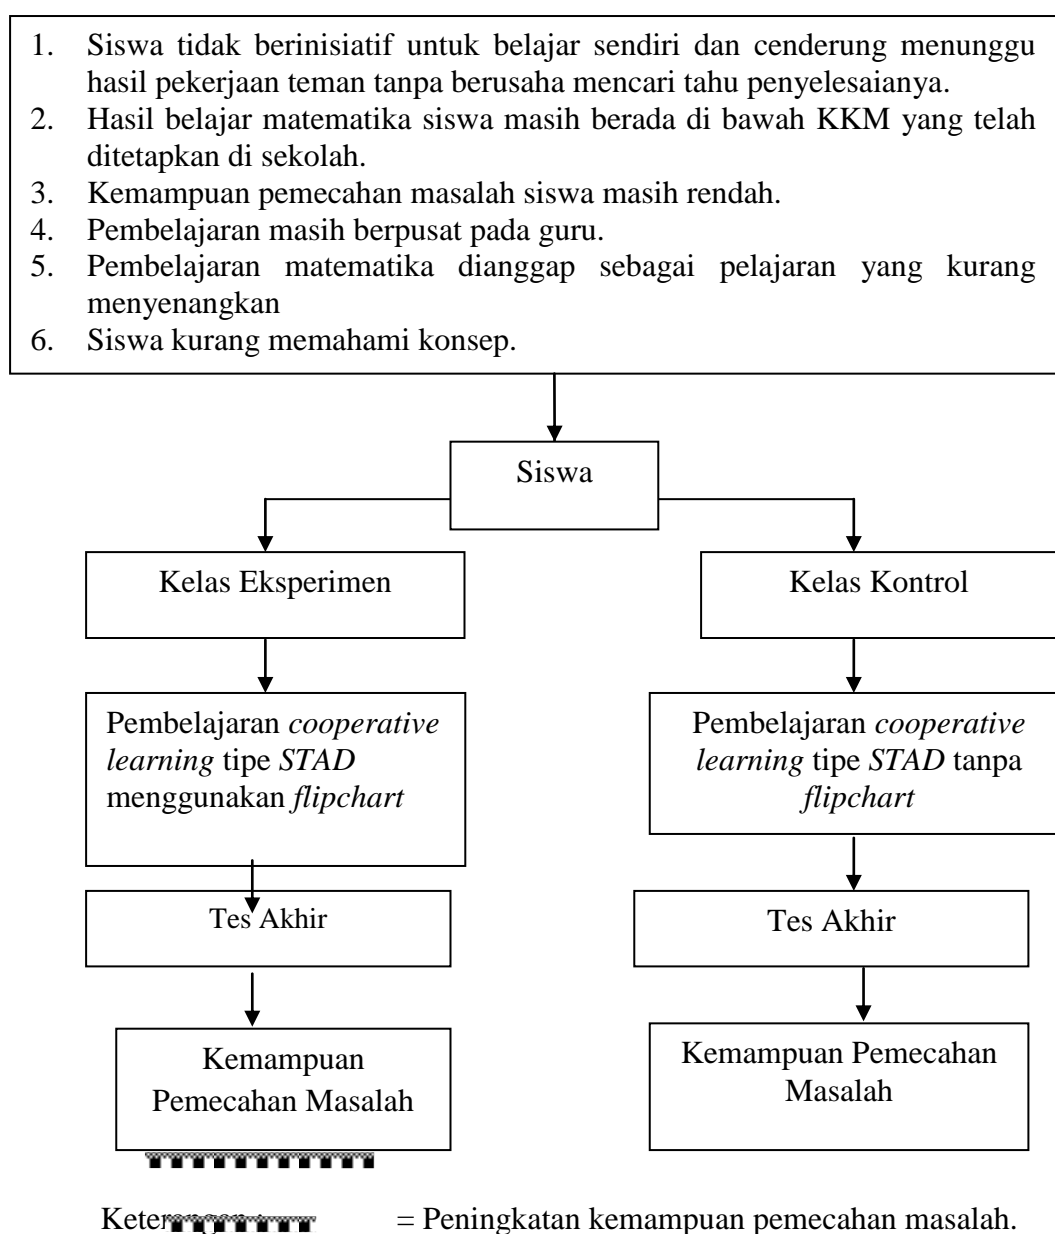 1. Siswa tidak berinisiatif untuk belajar sendiri dan cenderung menunggu
hasil pekerjaan teman tanpa berusaha mencari tahu penyelesaianya.
2. Hasil belajar matematika siswa masih berada di bawah KKM yang telah
ditetapkan di sekolah.
3. Kemampuan pemecahan masalah siswa masih rendah.
4. Pembelajaran masih berpusat pada guru.
5. Pembelajaran matematika dianggap sebagai pelajaran yang kurang
menyenangkan
6. Siswa kurang memahami konsep.
Siswa
Kelas Eksperimen
Kelas Kontrol
Pembelajaran cooperative
learning tipe STAD
menggunakan flipchart
Pembelajaran cooperative
learning tipe STAD tanpa
flipchart
Tes Akhir
Tes Akhir
Kemampuan
Pemecahan Masalah
Kemampuan Pemecahan
Masalah
= Peningkatan kemampuan pemecahan masalah.